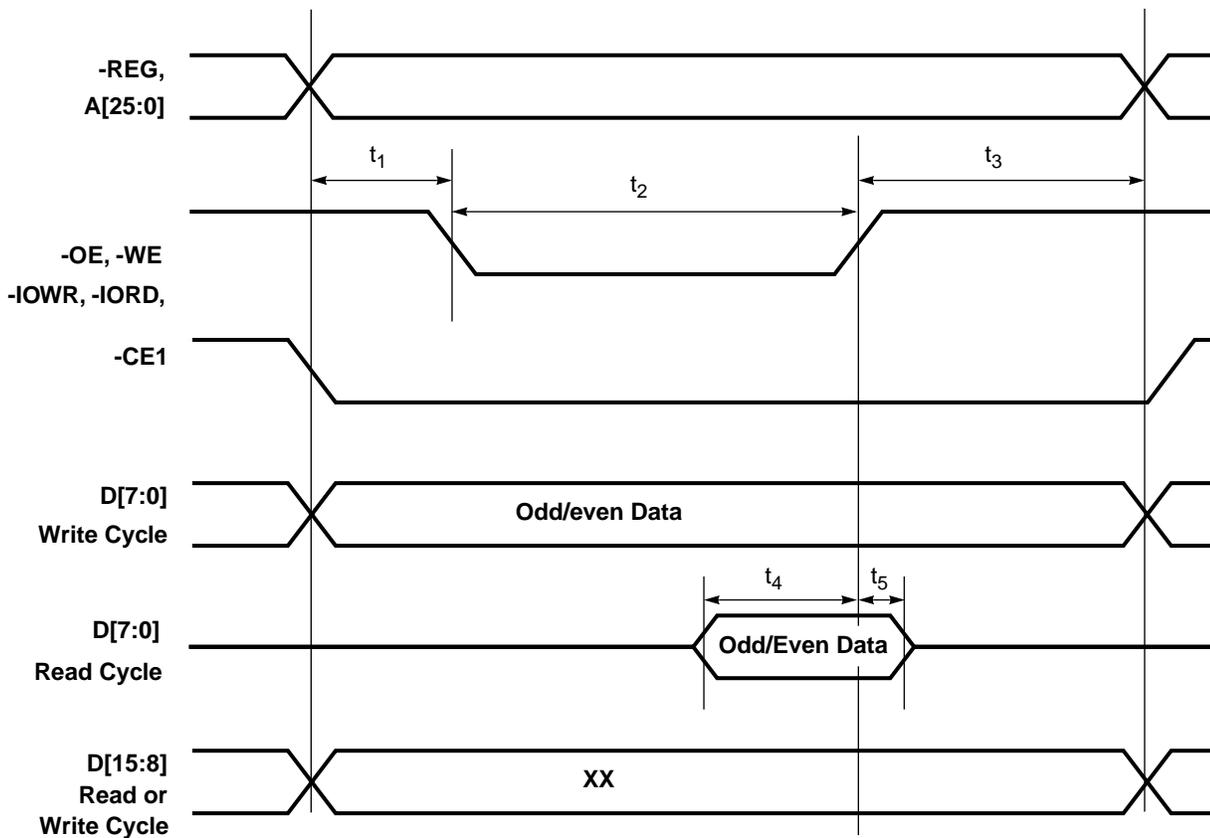 -REG,
A[25:0]
t1
t2
t3
-OE, -WE
-IOWR, -IORD,
-CE1
D[7:0]
Write Cycle
Odd/even Data
t4
t5
D[7:0]
Read Cycle
Odd/Even Data
D[15:8]
Read or
Write Cycle
XX